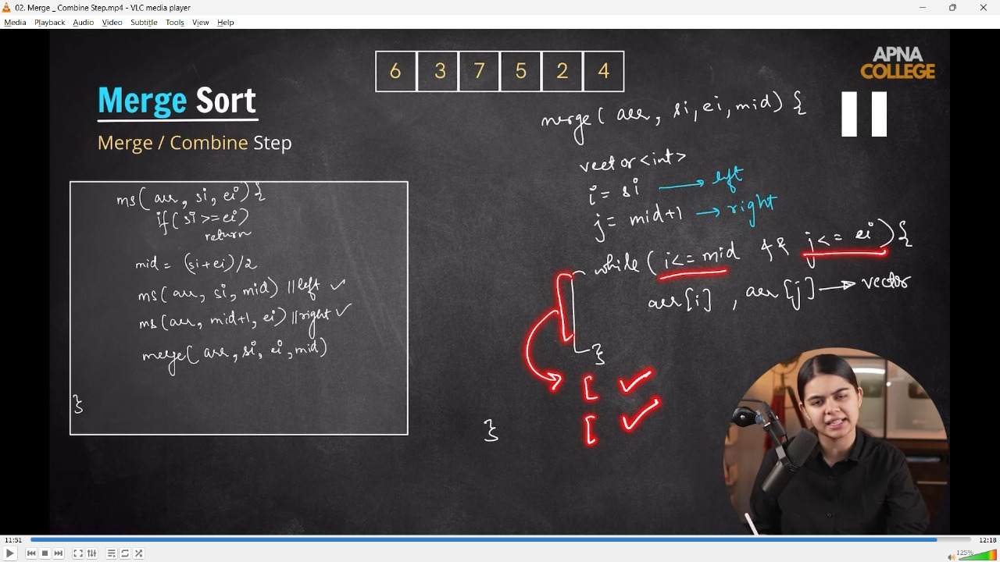 02. Merge _ Combine Step.mp4 - VLC media player
Media Playback Audio Video Subtitle Tools View Help
6 3 7 5 2 4
APNA
COLLEGE
Merge Sort
Merge / Combine Step
ms(arr, si, ei){
if(si >= ei)
return
mid = (si+ei)/2
ms(arr, si, mid) || left ✓
ms(arr, mid+1, ei) || right ✓
merge(arr, si, ei, mid)
}
merge(arr, si, ei, mid) {
vector<int>
i = si → left
j = mid+1 → right
while (i <= mid && j <= ei) {
arr[i] , arr[j] → vector
}
[ ✓
[ ✓
}
11:51
12:18
125%